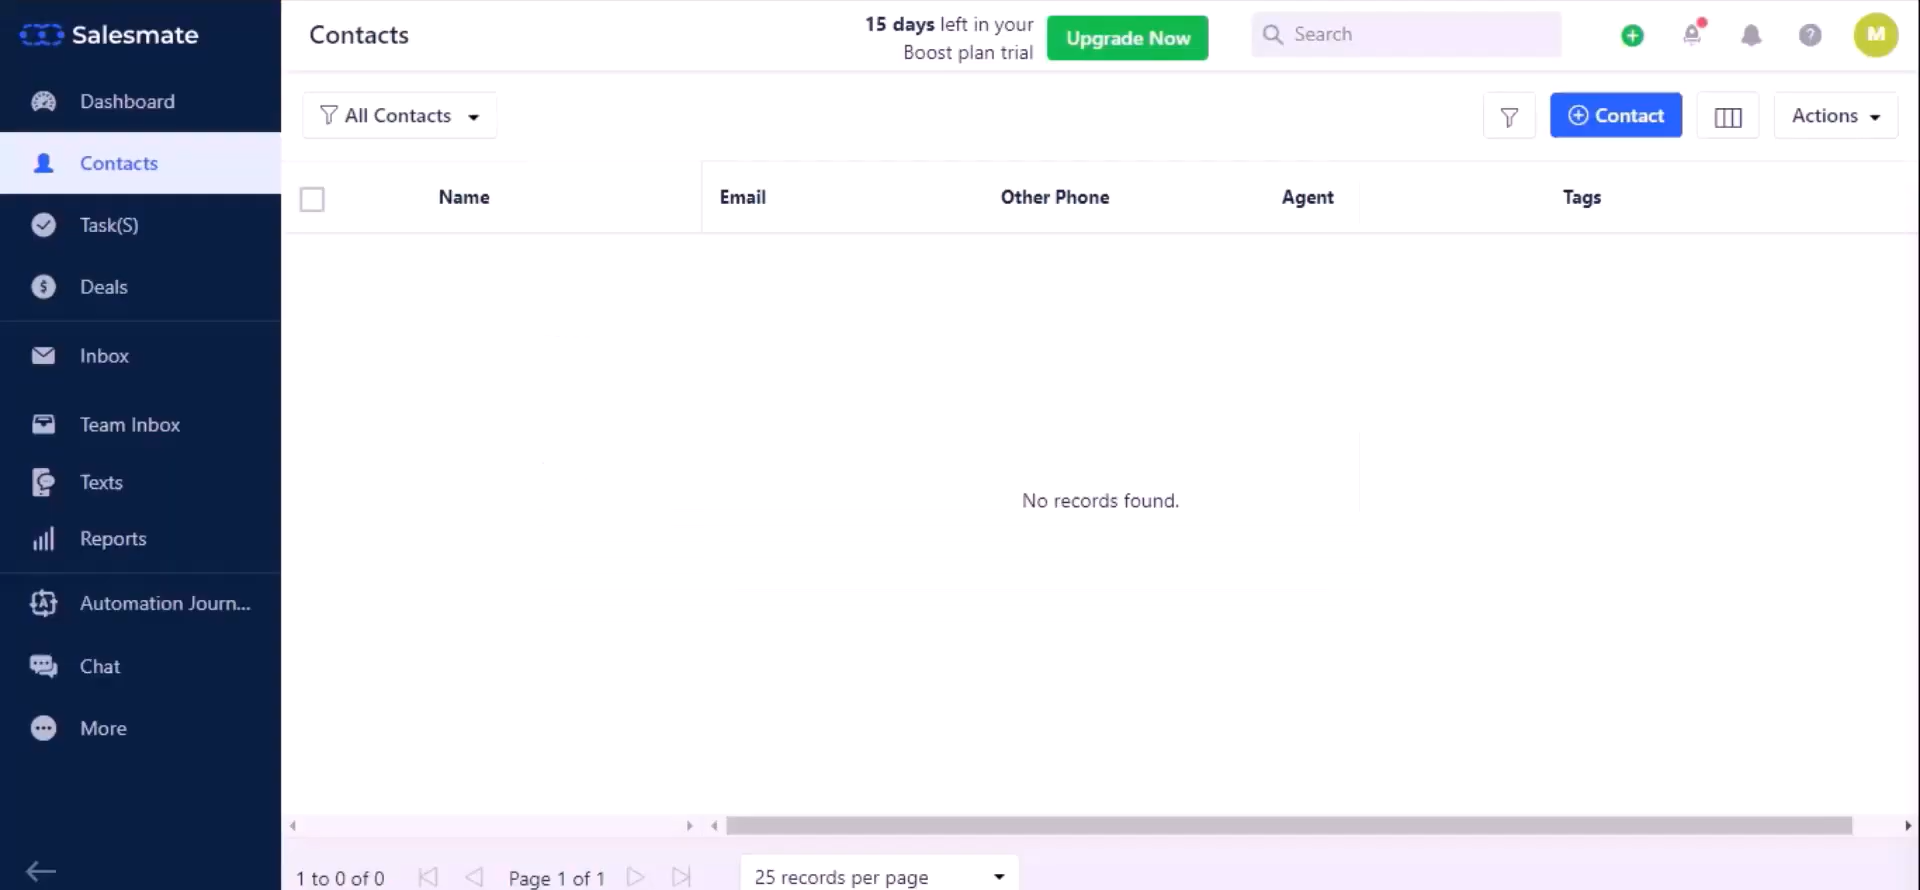 Salesmate
Contacts
15 days left in your
Boost plan trial
Upgrade Now
Search
M
Dashboard
Contacts
Task(S)
Deals
Inbox
Team Inbox
Texts
Reports
Automation Journ...
Chat
More
All Contacts
Contact
Actions
Name
Email
Other Phone
Agent
Tags
No records found.
1 to 0 of 0
Page 1 of 1
25 records per page